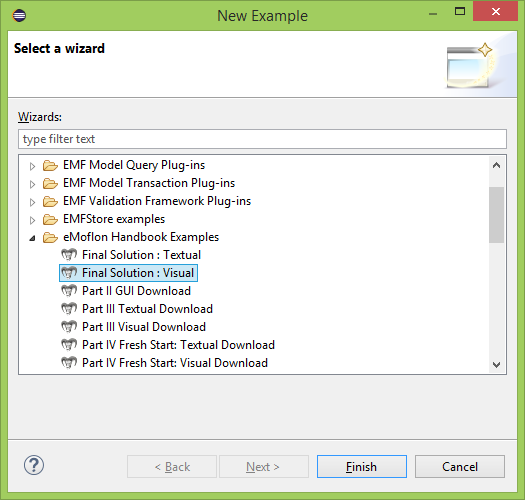 New Example
Select a wizard
Wizards:
type filter text
EMF Model Query Plug-ins
EMF Model Transaction Plug-ins
EMF Validation Framework Plug-ins
EMFStore examples
eMoflon Handbook Examples
Final Solution : Textual
Final Solution : Visual
Part II GUI Download
Part III Textual Download
Part III Visual Download
Part IV Fresh Start: Textual Download
Part IV Fresh Start: Visual Download
? < Back Next > Finish Cancel